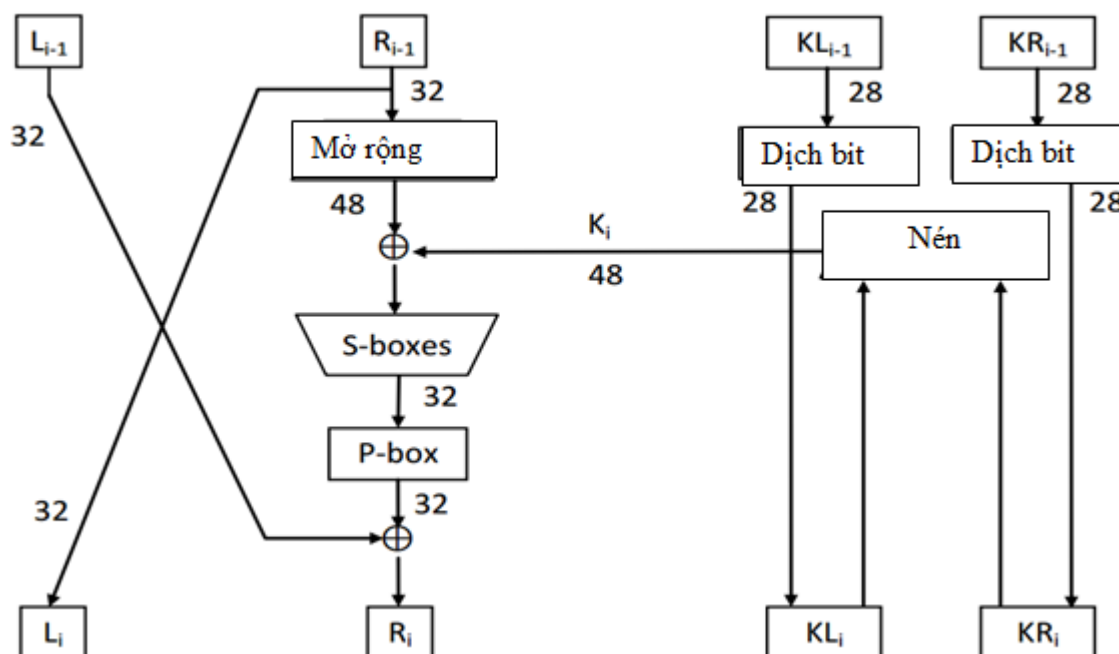 Lᵢ₋₁
Rᵢ₋₁
KLᵢ₋₁
KRᵢ₋₁
32
32
28
28
Mở rộng
Dịch bit
Dịch bit
48
28
28
Kᵢ
Nén
48
S-boxes
32
P-box
32
32
Lᵢ
Rᵢ
KLᵢ
KRᵢ